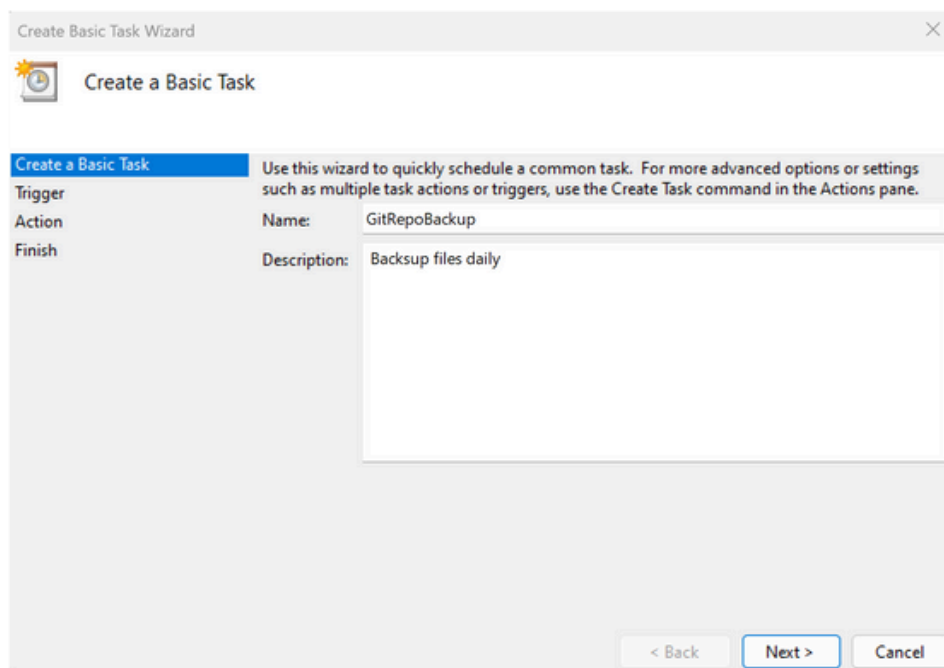 Create Basic Task Wizard
Create a Basic Task
Create a Basic Task
Trigger
Action
Finish
Use this wizard to quickly schedule a common task.  For more advanced options or settings
such as multiple task actions or triggers, use the Create Task command in the Actions pane.
Name: GitRepoBackup
Description: Backsup files daily
< Back Next > Cancel